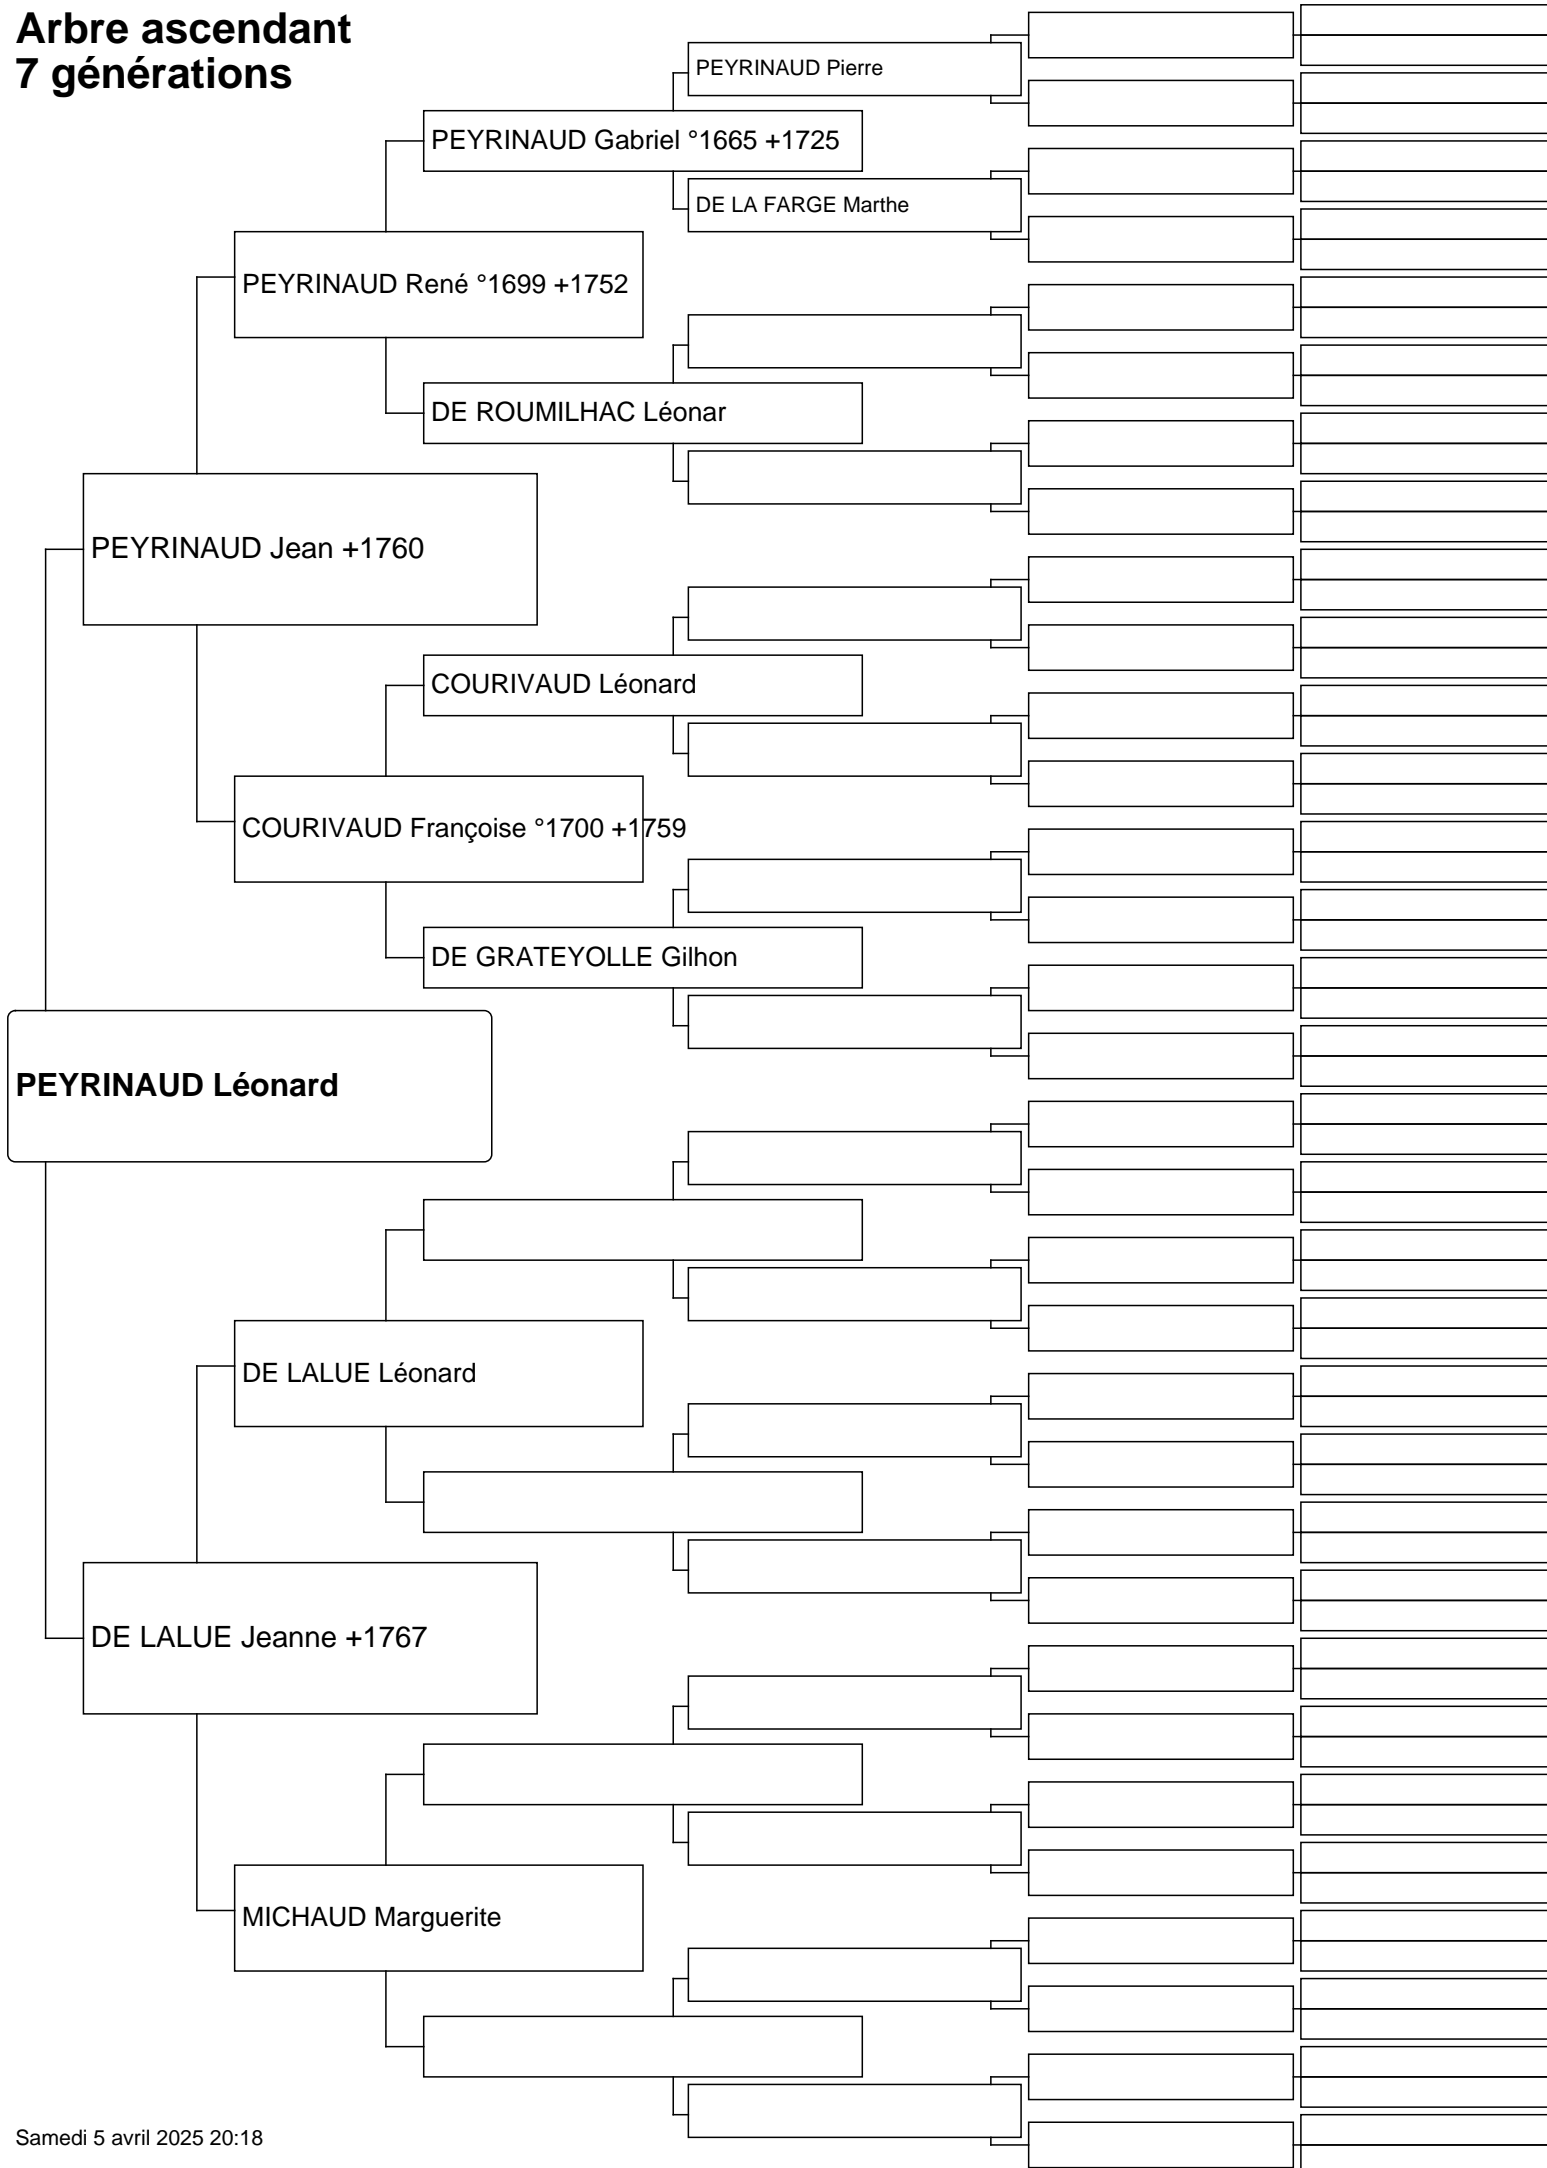 Arbre ascendant
7 générations
PEYRINAUD Pierre
PEYRINAUD Gabriel °1665 +1725
DE LA FARGE Marthe
PEYRINAUD René °1699 +1752
DE ROUMILHAC Léonar
PEYRINAUD Jean +1760
COURIVAUD Léonard
COURIVAUD Françoise °1700 +1759
DE GRATEYOLLE Gilhon
PEYRINAUD Léonard
DE LALUE Léonard
DE LALUE Jeanne +1767
MICHAUD Marguerite
Samedi 5 avril 2025 20:18